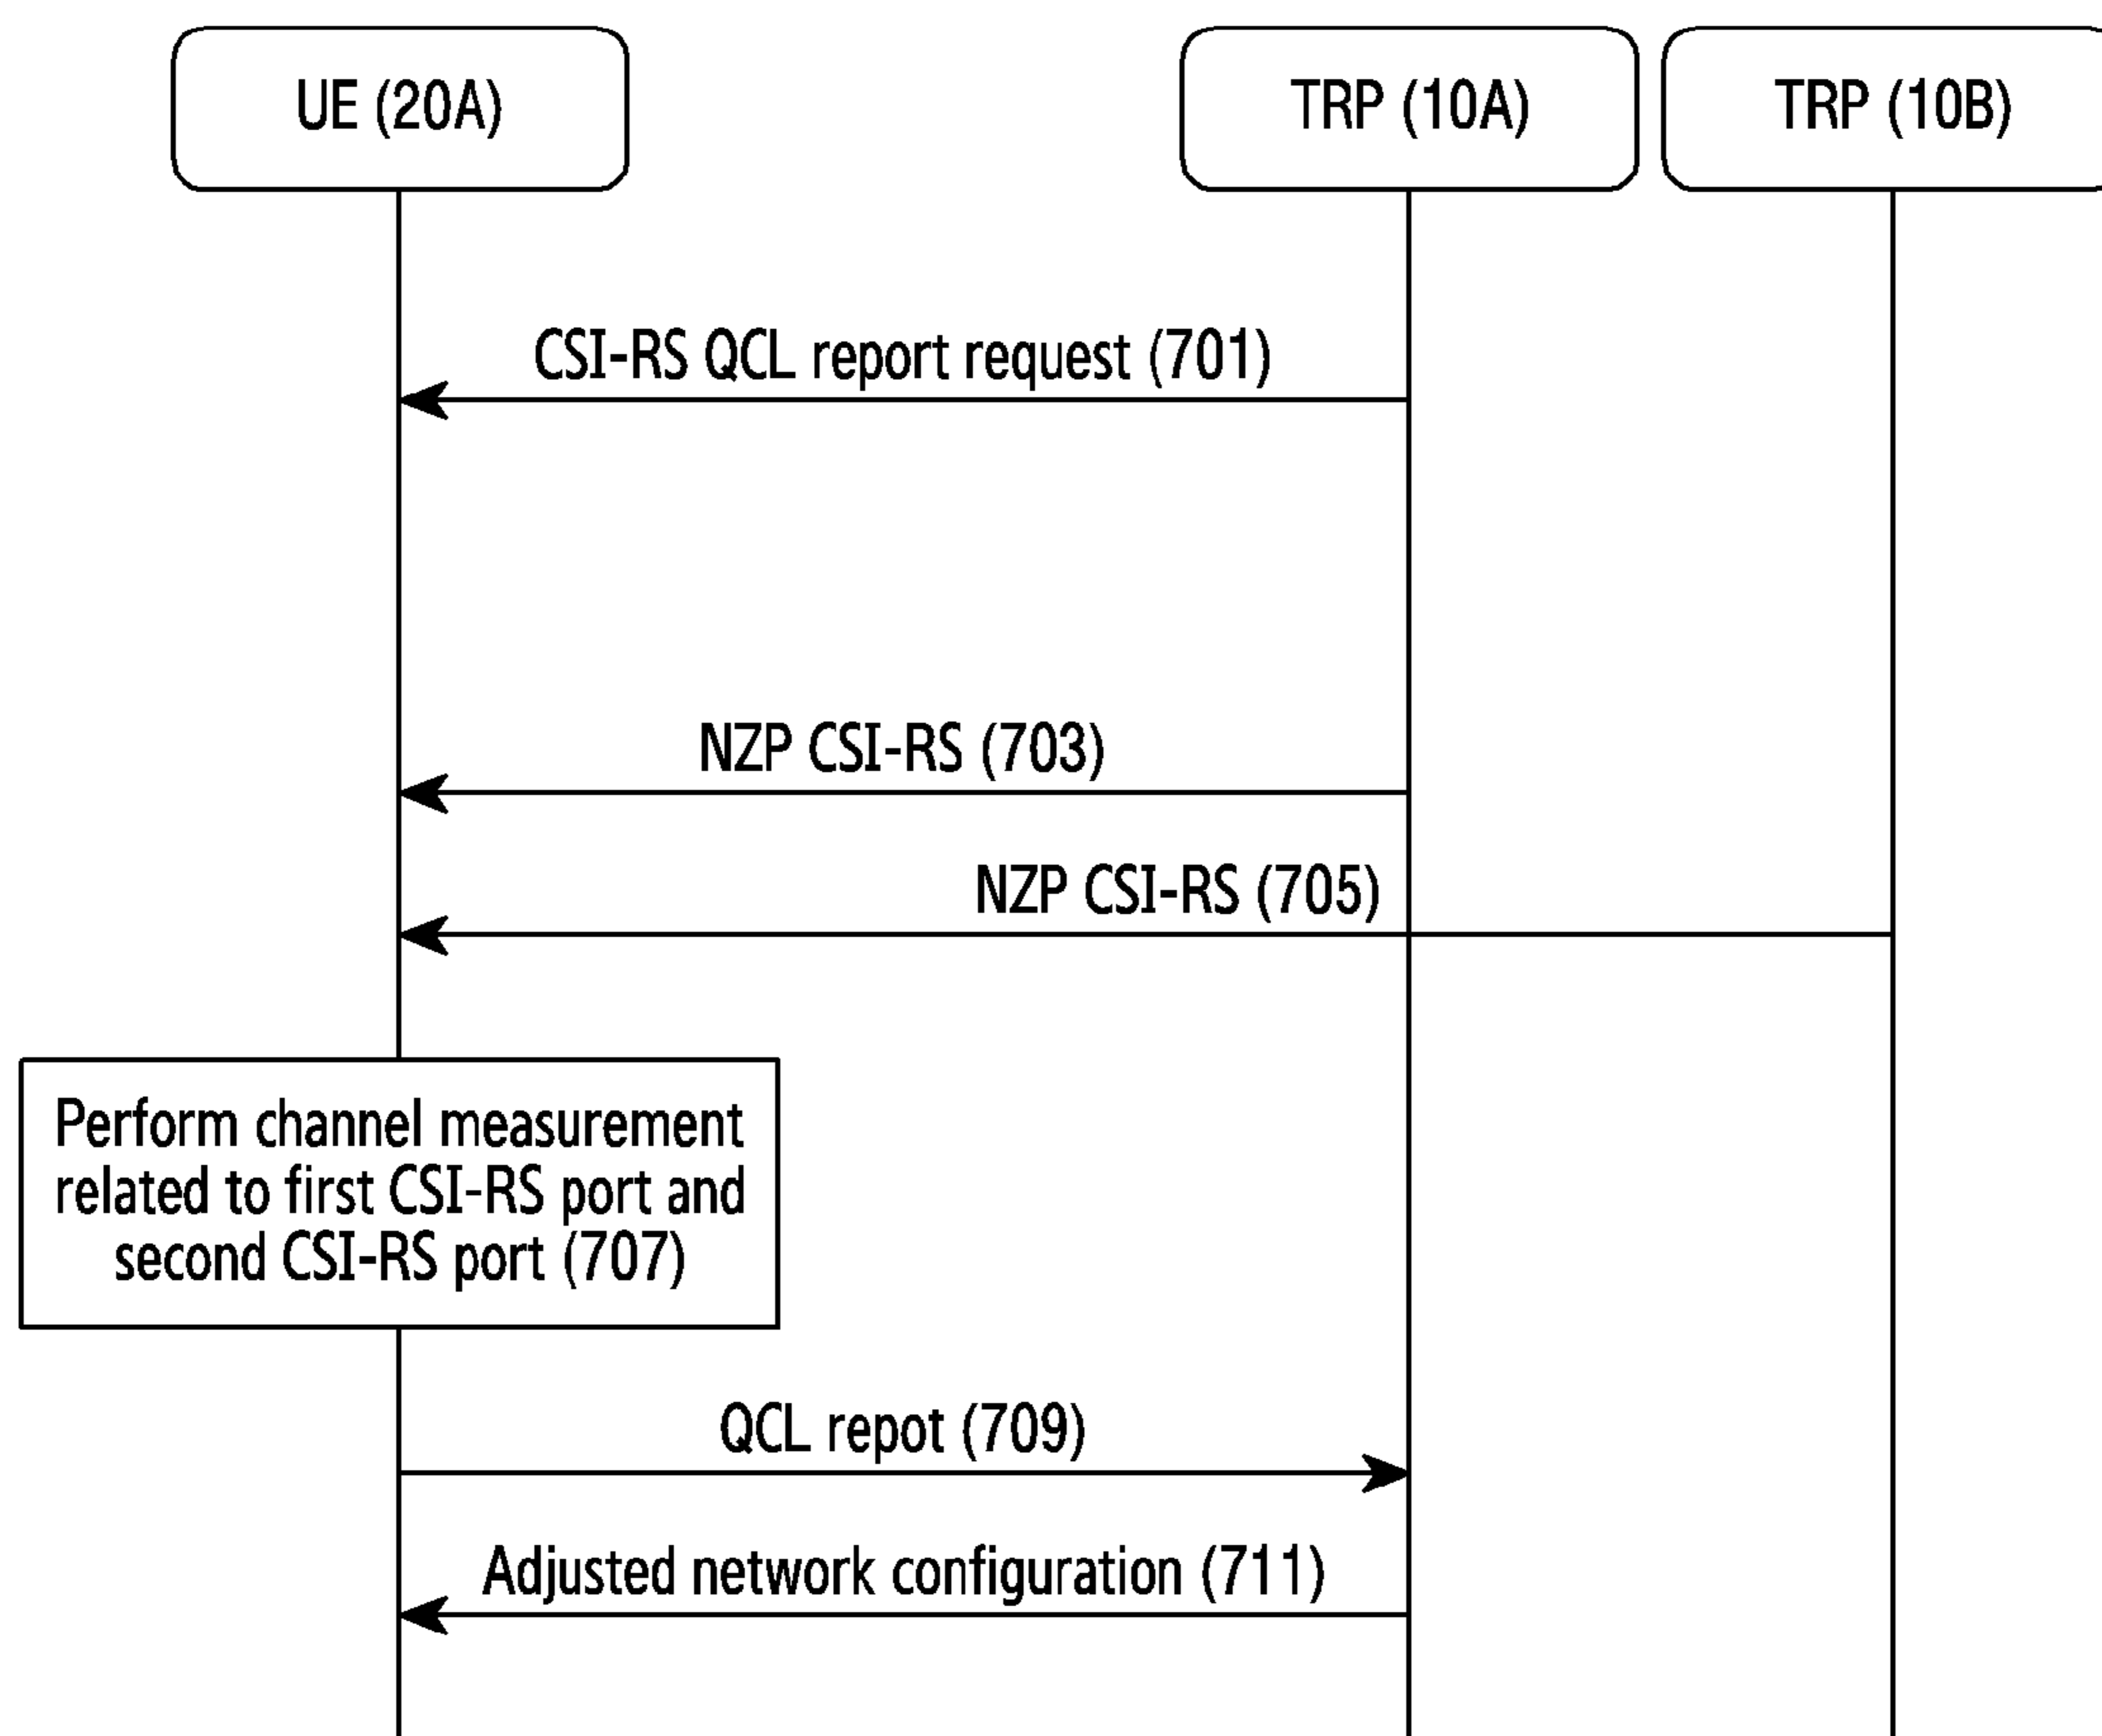 UE (20A)
TRP (10A)
TRP (10B)
CSI-RS QCL report request (701)
NZP CSI-RS (703)
NZP CSI-RS (705)
Perform channel measurement
related to first CSI-RS port and
second CSI-RS port (707)
QCL repot (709)
Adjusted network configuration (711)